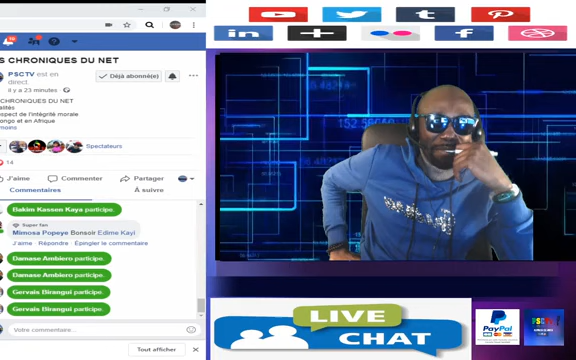 S CHRONIQUES DU NET
PSCTV est en
direct
il y a 23 minutes
Déjà abonné(e)
CHRONIQUES DU NET
alités
spect de l'intégrité morale
ongo et en Afrique
moins
Spectateurs
14
J'aime
Commenter
Partager
Commentaires
À suivre
Bakim Kasson Kaya participe.
Super fan
Mimosa Popeye Bonsoir Edime Kayi
J'aime · Répondre · Épingler le commentaire
Damase Ambiero participe.
Damase Ambiero participe.
Gervais Birangui participe.
Gervais Birangui participe.
Votre commentaire...
Tout afficher
LIVE
CHAT
PayPal